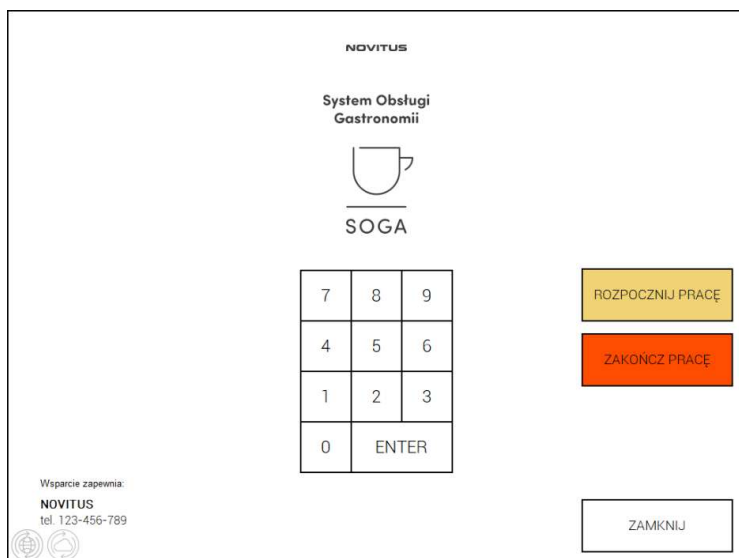 NOVITUS
System Obsługi
Gastronomii
SOGA
7 8 9
4 5 6
1 2 3
0 ENTER
ROZPOCZNIJ PRACĘ
ZAKOŃCZ PRACĘ
Wsparcie zapewnia:
NOVITUS
tel. 123-456-789
ZAMKNIJ